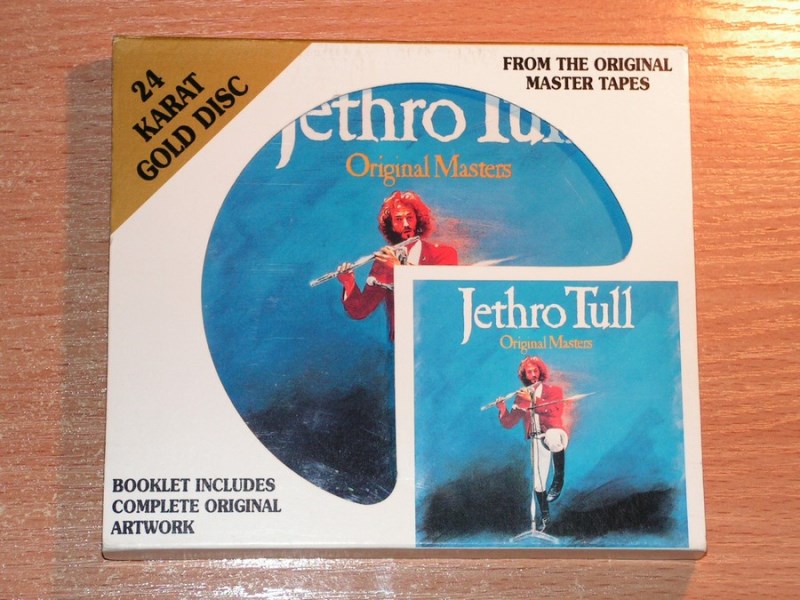 24
KARAT
GOLD DISC
FROM THE ORIGINAL
MASTER TAPES
Jethro Tull
Original Masters
Jethro Tull
Original Masters
BOOKLET INCLUDES
COMPLETE ORIGINAL
ARTWORK